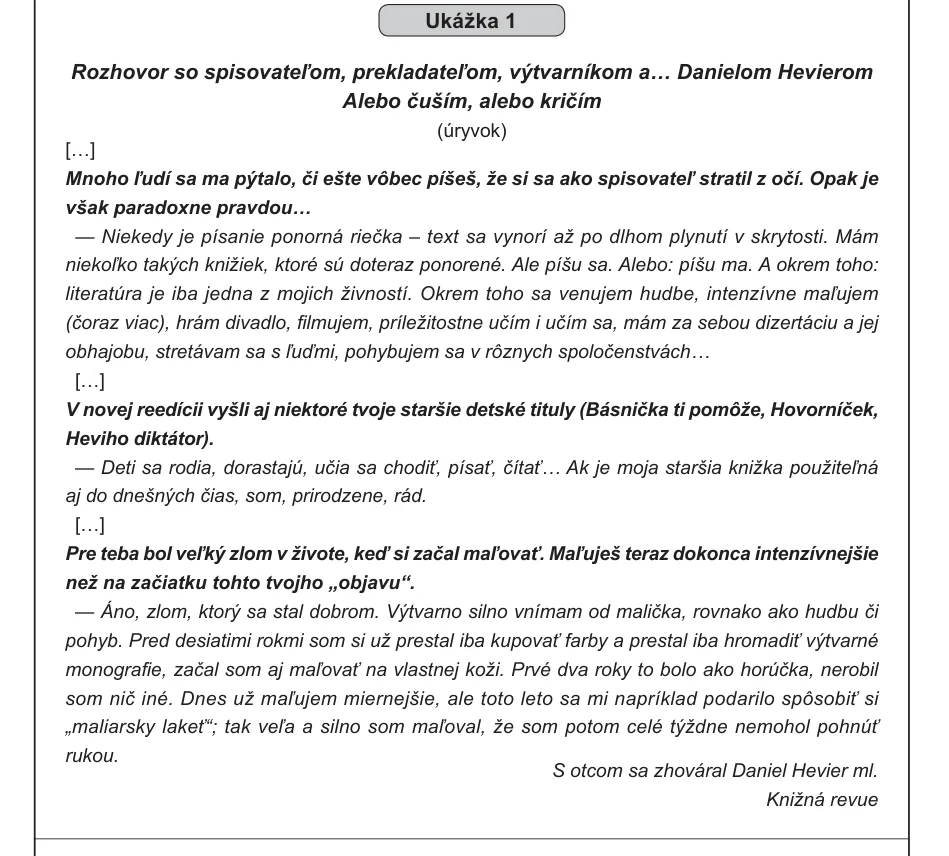 Ukážka 1
Rozhovor so spisovateľom, prekladateľom, výtvarníkom a… Danielom Hevierom
Alebo čuším, alebo kričím
(úryvok)
[…]
Mnoho ľudí sa ma pýtalo, či ešte vôbec píšeš, že si sa ako spisovateľ stratil z očí. Opak je
však paradoxne pravdou…
— Niekedy je písanie ponorná riečka – text sa vynorí až po dlhom plynutí v skrytosti. Mám
niekoľko takých knižiek, ktoré sú doteraz ponorené. Ale píšu sa. Alebo: píšu ma. A okrem toho:
literatúra je iba jedna z mojich živností. Okrem toho sa venujem hudbe, intenzívne maľujem
(čoraz viac), hrám divadlo, filmujem, príležitostne učím i učím sa, mám za sebou dizertáciu a jej
obhajobu, stretávam sa s ľuďmi, pohybujem sa v rôznych spoločenstvách…
[…]
V novej reedícii vyšli aj niektoré tvoje staršie detské tituly (Básnička ti pomôže, Hovorníček,
Heviho diktátor).
— Deti sa rodia, dorastajú, učia sa chodiť, písať, čítať… Ak je moja staršia knižka použiteľná
aj do dnešných čias, som, prirodzene, rád.
[…]
Pre teba bol veľký zlom v živote, keď si začal maľovať. Maľuješ teraz dokonca intenzívnejšie
než na začiatku tohto tvojho „objavu“.
— Áno, zlom, ktorý sa stal dobrom. Výtvarno silno vnímam od malička, rovnako ako hudbu či
pohyb. Pred desiatimi rokmi som si už prestal iba kupovať farby a prestal iba hromadiť výtvarné
monografie, začal som aj maľovať na vlastnej koži. Prvé dva roky to bolo ako horúčka, nerobil
som nič iné. Dnes už maľujem miernejšie, ale toto leto sa mi napríklad podarilo spôsobiť si
„maliarsky lakeť“; tak veľa a silno som maľoval, že som potom celé týždne nemohol pohnúť
rukou.
S otcom sa zhováral Daniel Hevier ml.
Knižná revue